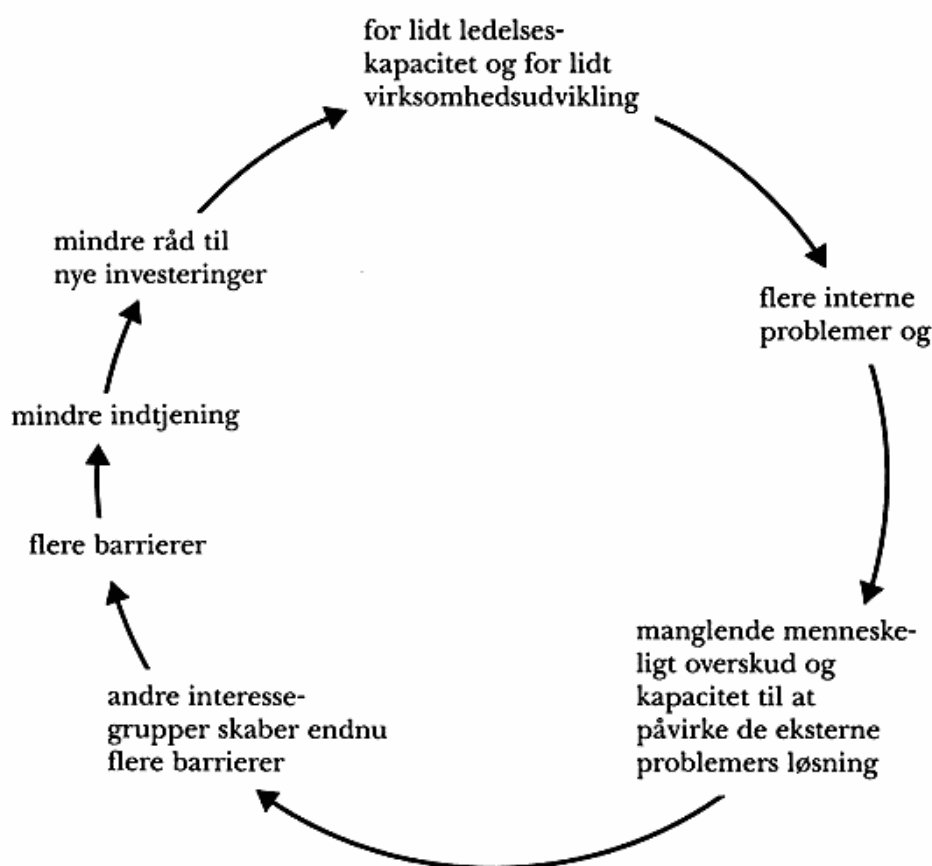 for lidt ledelses-
kapacitet og for lidt
virksomhedsudvikling
flere interne
problemer og
manglende menneske-
ligt overskud og
kapacitet til at
påvirke de eksterne
problemers løsning
andre interesse-
grupper skaber endnu
flere barrierer
flere barrierer
mindre indtjening
mindre råd til
nye investeringer